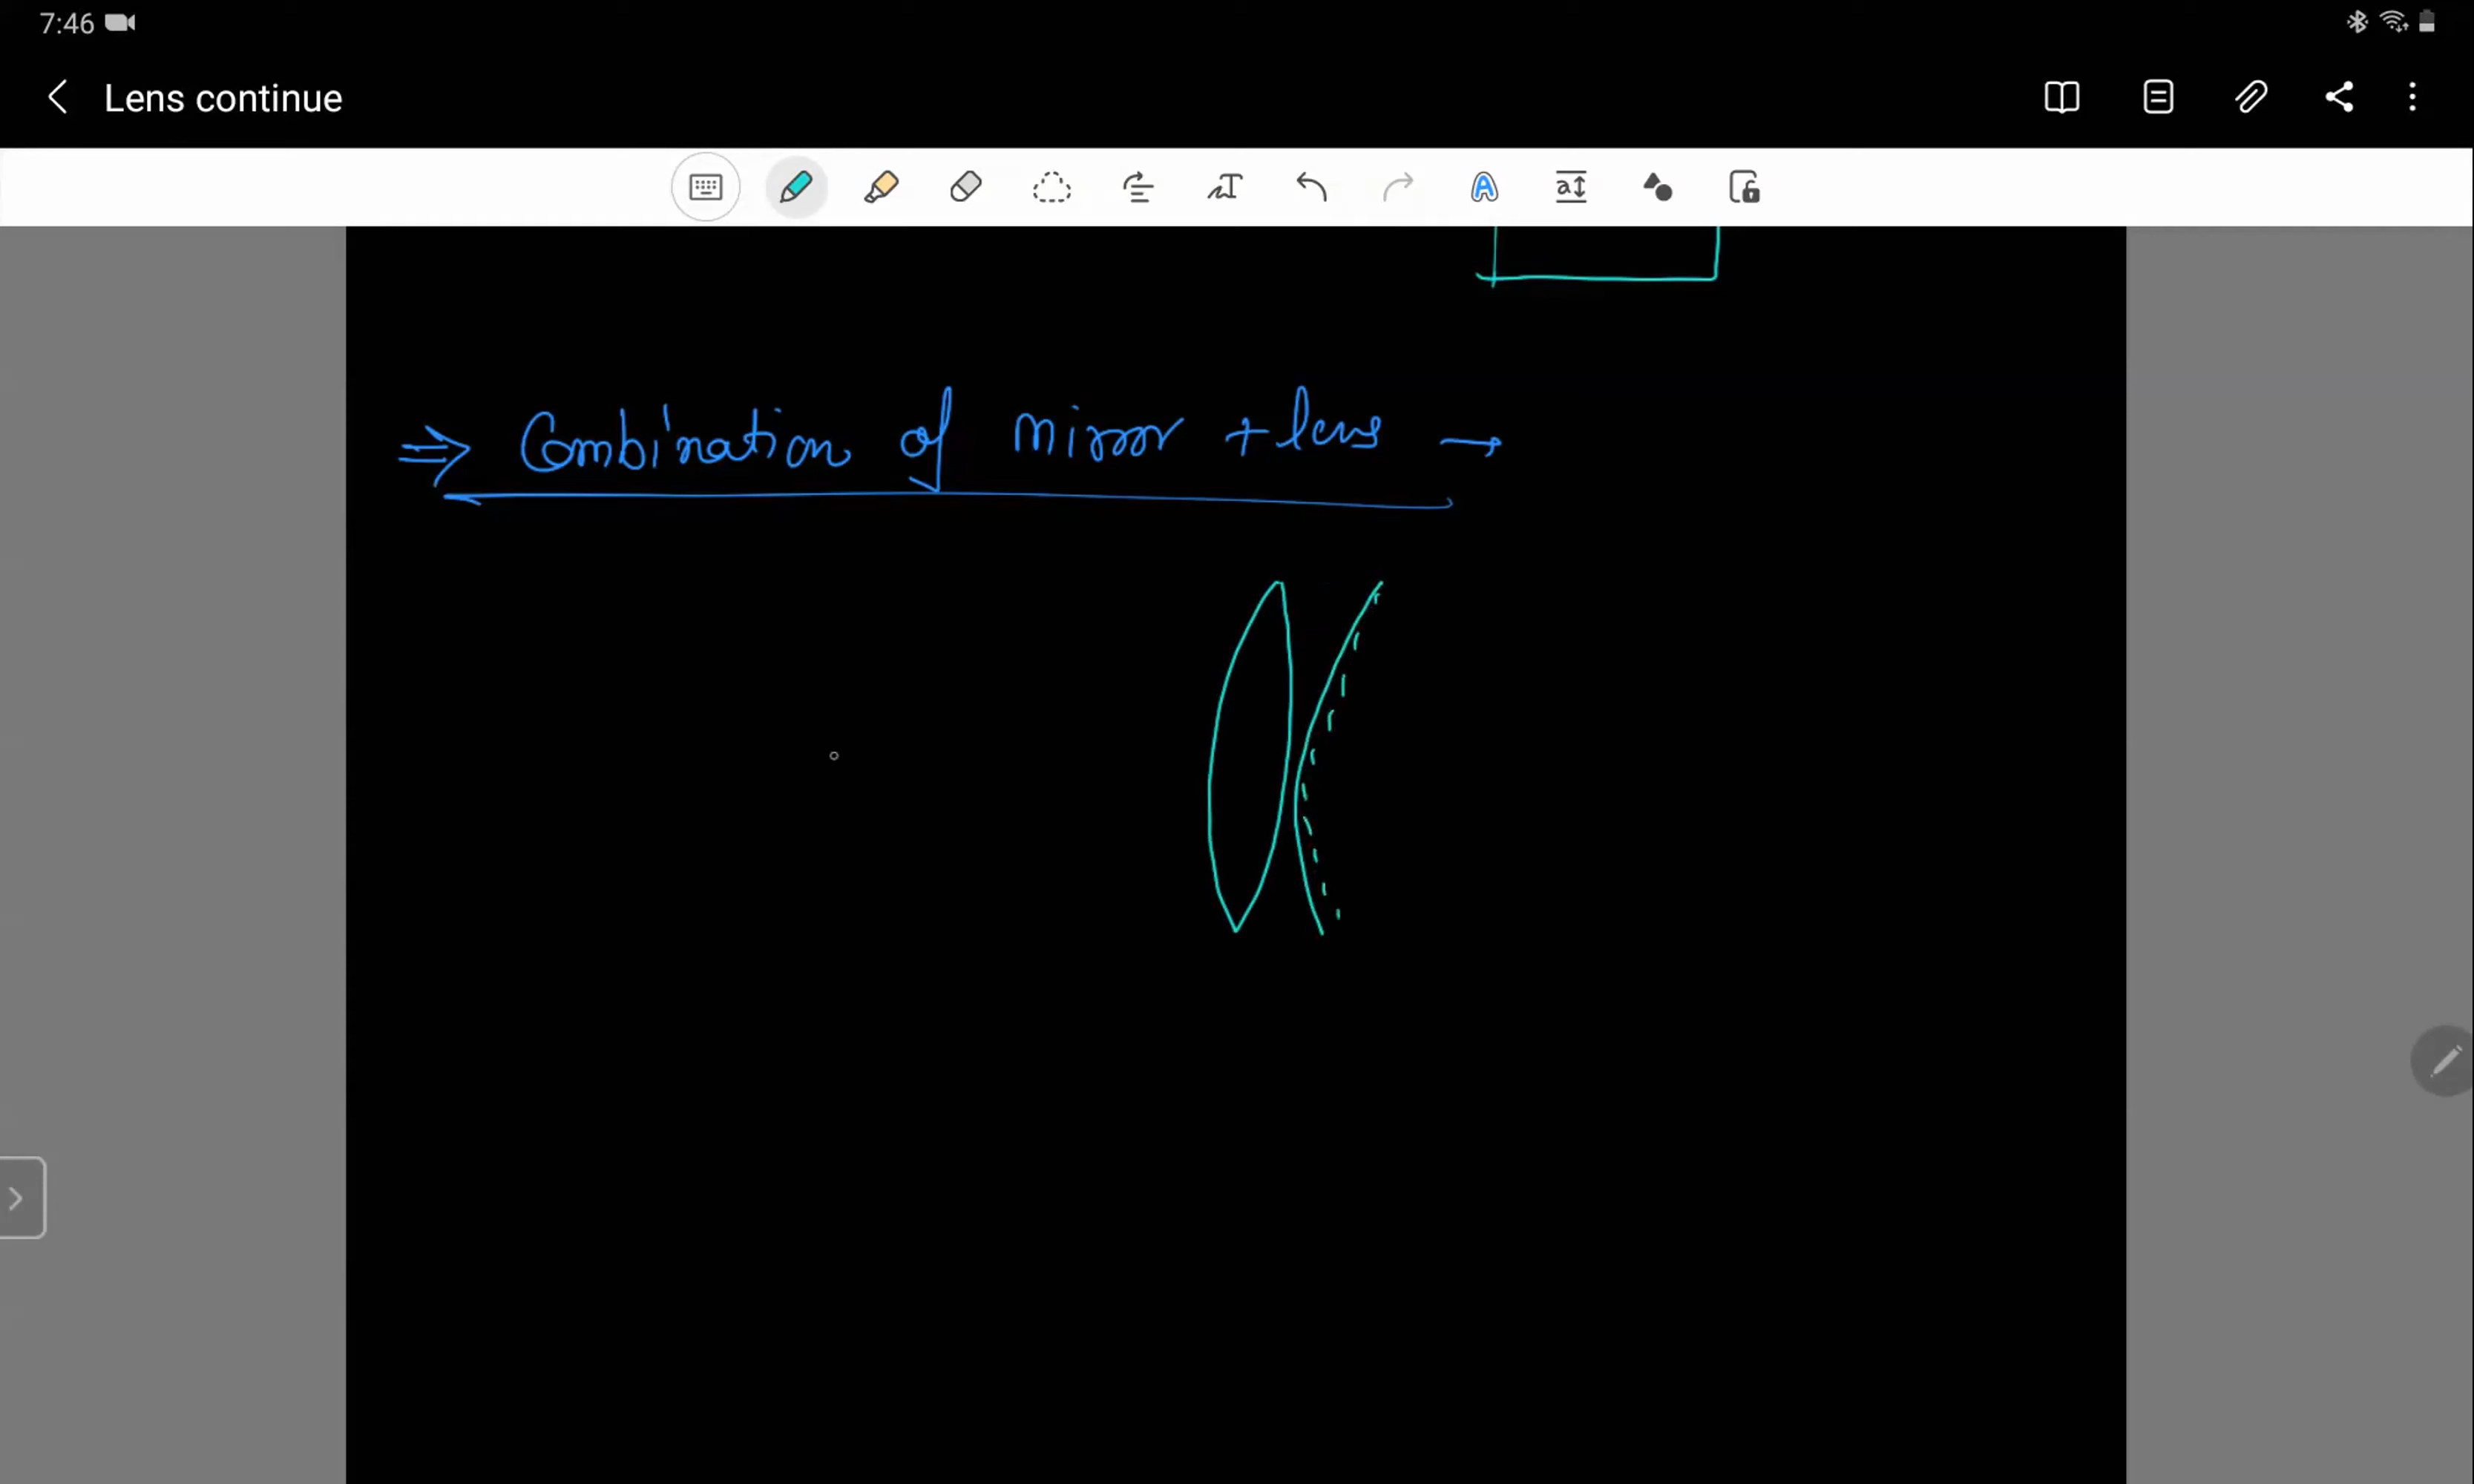 7:46
Lens continue
⇒ Combination of mirror + lens →